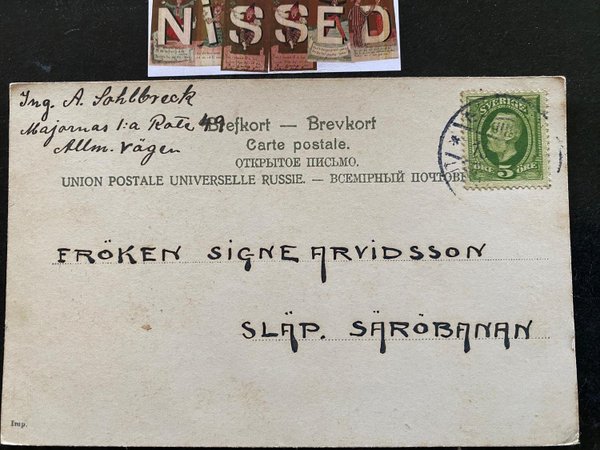 NISSED
Ing. A. Sohlbreck
Majornas 1:a Rote 49
Allm. vägen
Brefkort — Brevkort
Carte postale.
ОТКРЫТОЕ ПИСЬМО.
UNION POSTALE UNIVERSELLE RUSSIE. — ВСЕМІРНЫЙ ПОЧТОВ
SVERIGE
ÖRE 5 ÖRE
FRÖKEN SIGNE ARVIDSSON
SLÄP. SÄRÖBANAN
Imp.